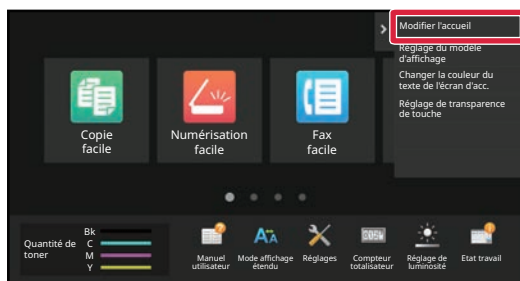 Modifier l'accueil
Réglage du modèle
d'affichage
Changer la couleur du
texte de l'écran d'acc.
Réglage de transparence
de touche
Copie
facile
Numérisation
facile
Fax
facile
Quantité de
toner
Bk
C
M
Y
Manuel
utilisateur
Mode affichage
étendu
Réglages
Compteur
totalisateur
Réglage de
luminosité
Etat travail